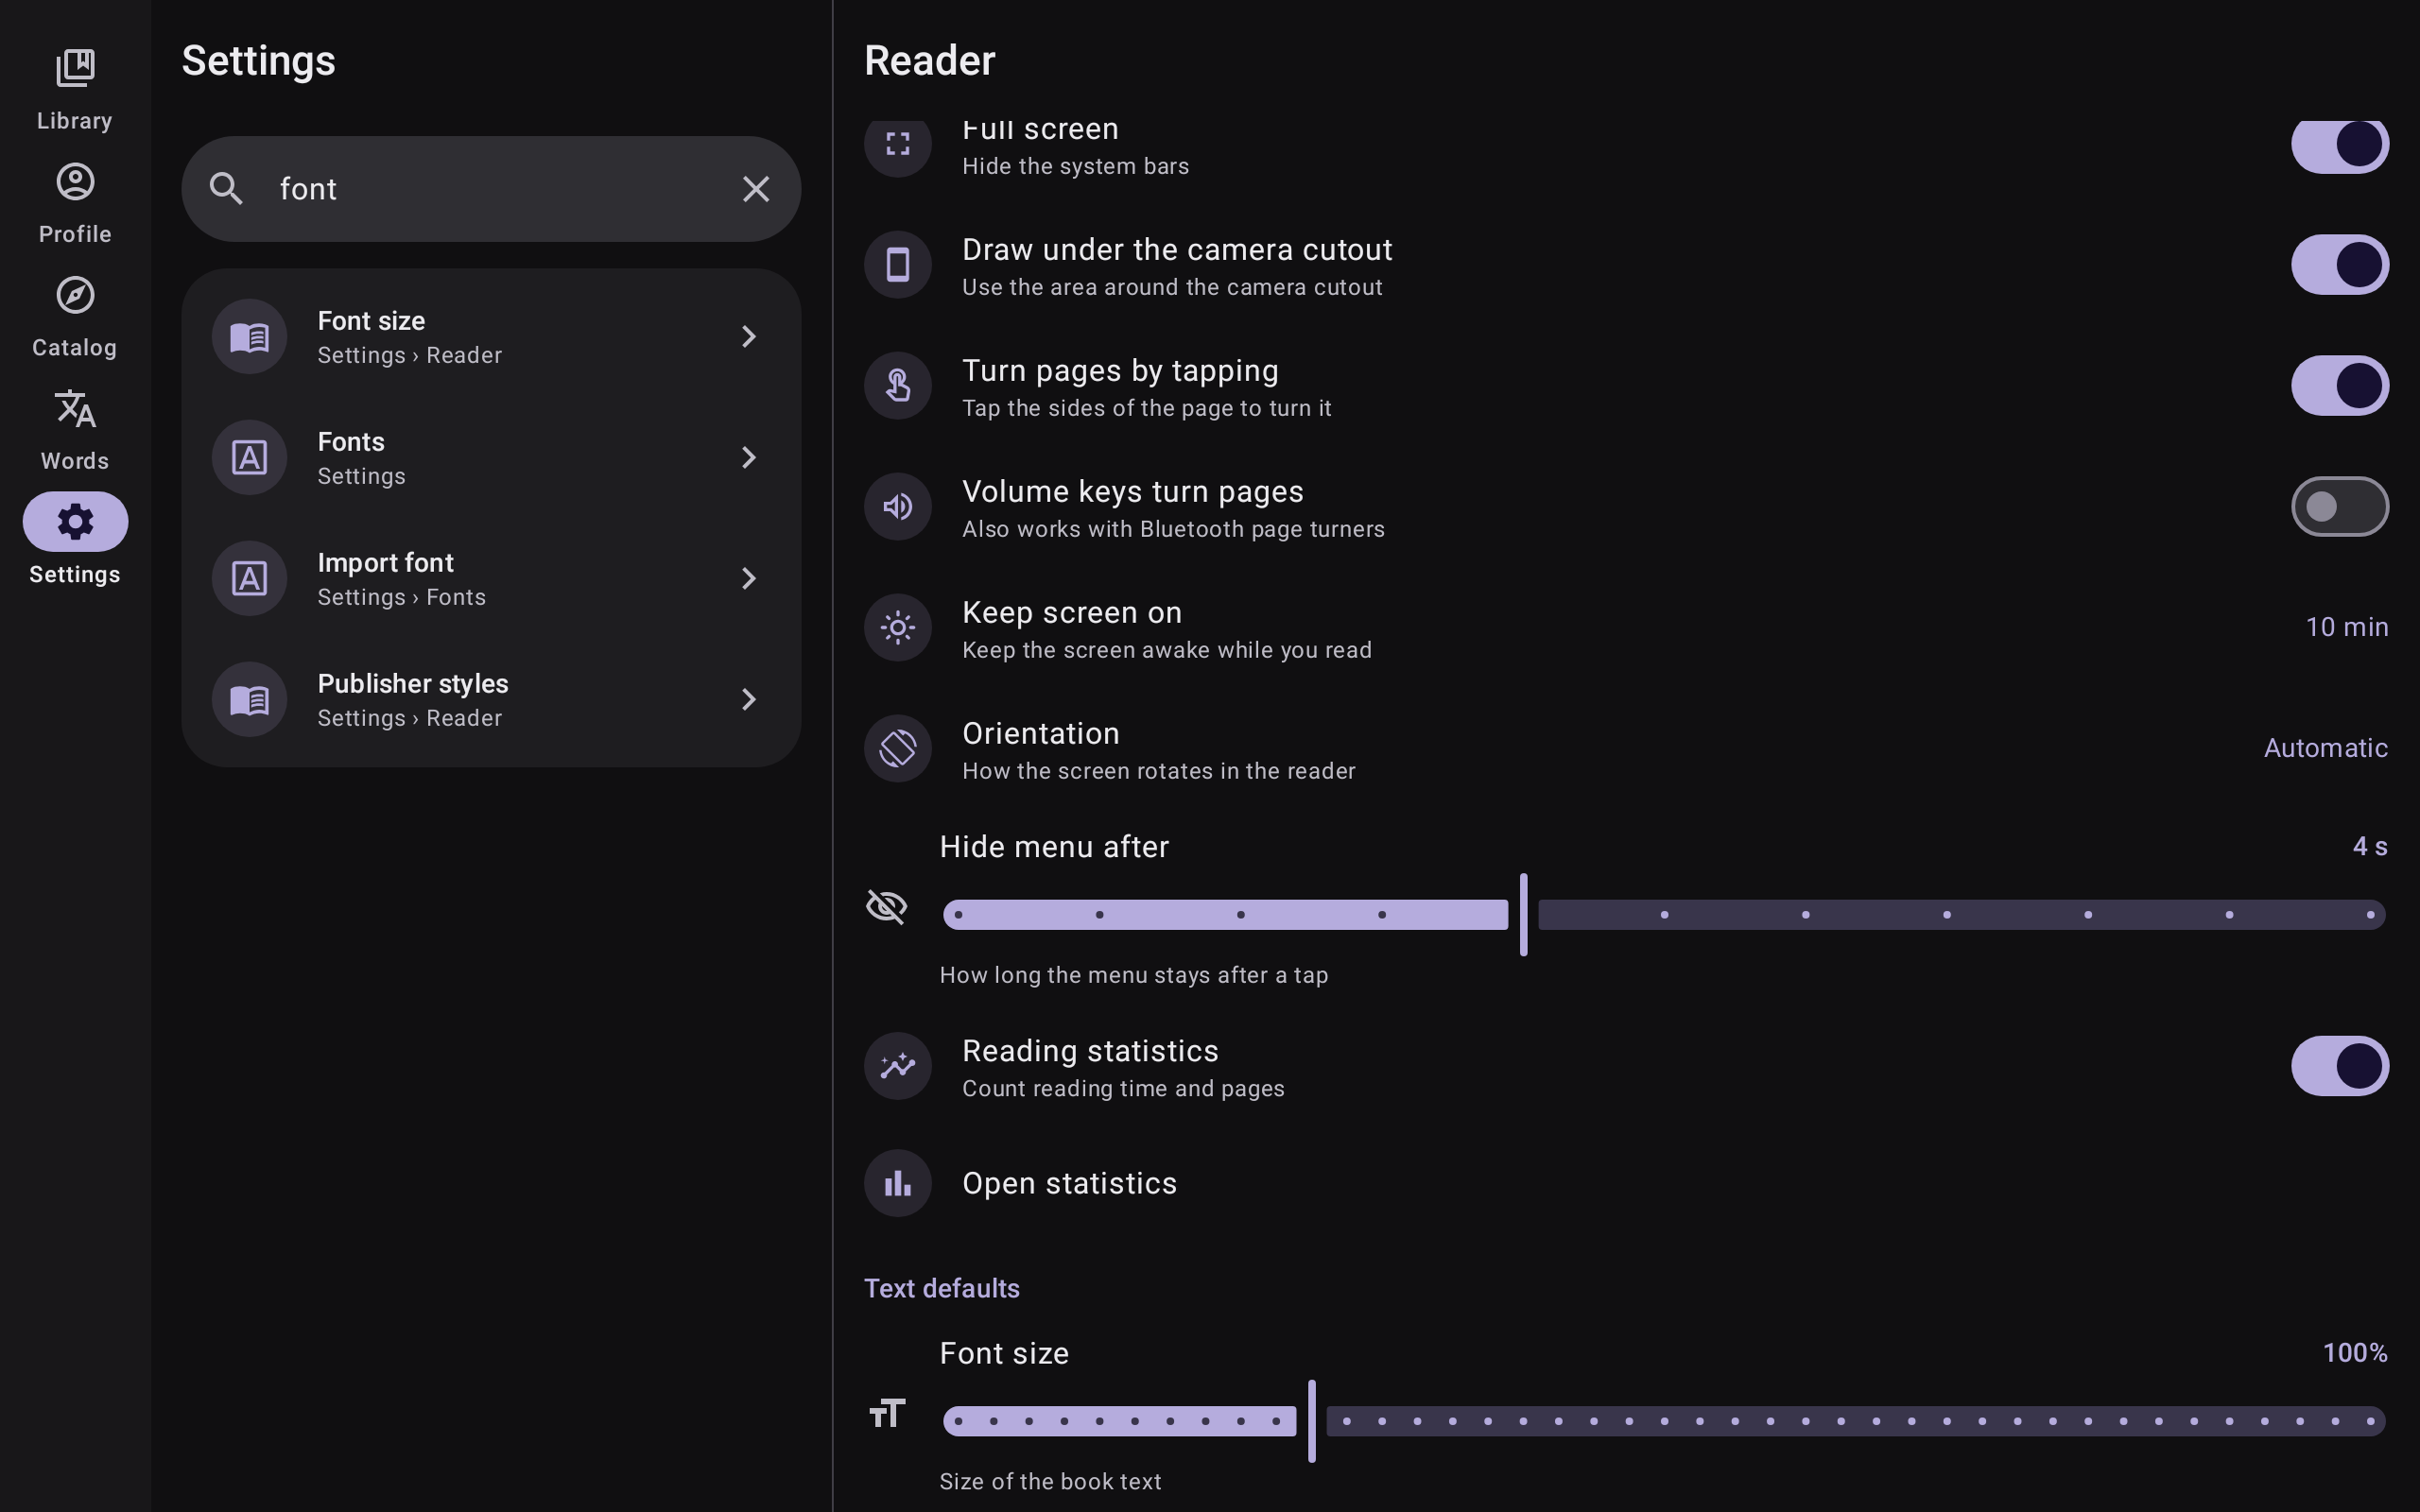 Library
Profile
Catalog
Words
Settings
Settings
font
Font size
Settings › Reader
Fonts
Settings
Import font
Settings › Fonts
Publisher styles
Settings › Reader
Reader
Full screen
Hide the system bars
Draw under the camera cutout
Use the area around the camera cutout
Turn pages by tapping
Tap the sides of the page to turn it
Volume keys turn pages
Also works with Bluetooth page turners
Keep screen on
Keep the screen awake while you read
10 min
Orientation
How the screen rotates in the reader
Automatic
Hide menu after
4 s
How long the menu stays after a tap
Reading statistics
Count reading time and pages
Open statistics
Text defaults
Font size
100%
Size of the book text